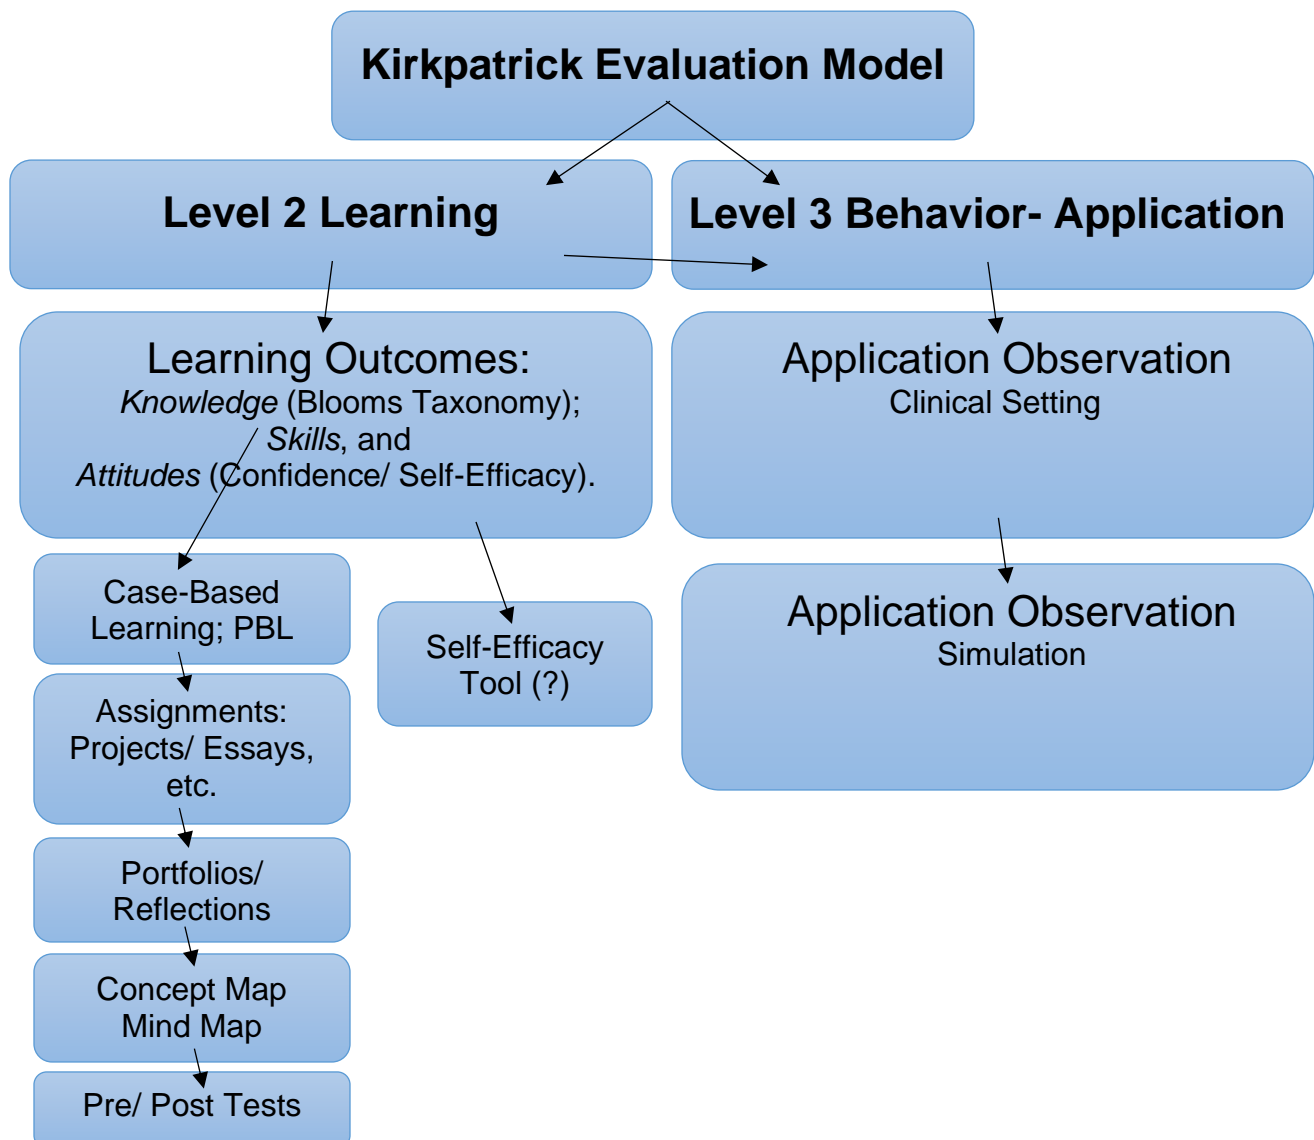 Kirkpatrick Evaluation Model
Level 2 Learning
Level 3 Behavior- Application
Learning Outcomes:
Knowledge (Blooms Taxonomy);
Skills, and
Attitudes (Confidence/ Self-Efficacy).
Application Observation
Clinical Setting
Case-Based
Learning; PBL
Self-Efficacy
Tool (?)
Application Observation
Simulation
Assignments:
Projects/ Essays,
etc.
Portfolios/
Reflections
Concept Map
Mind Map
Pre/ Post Tests